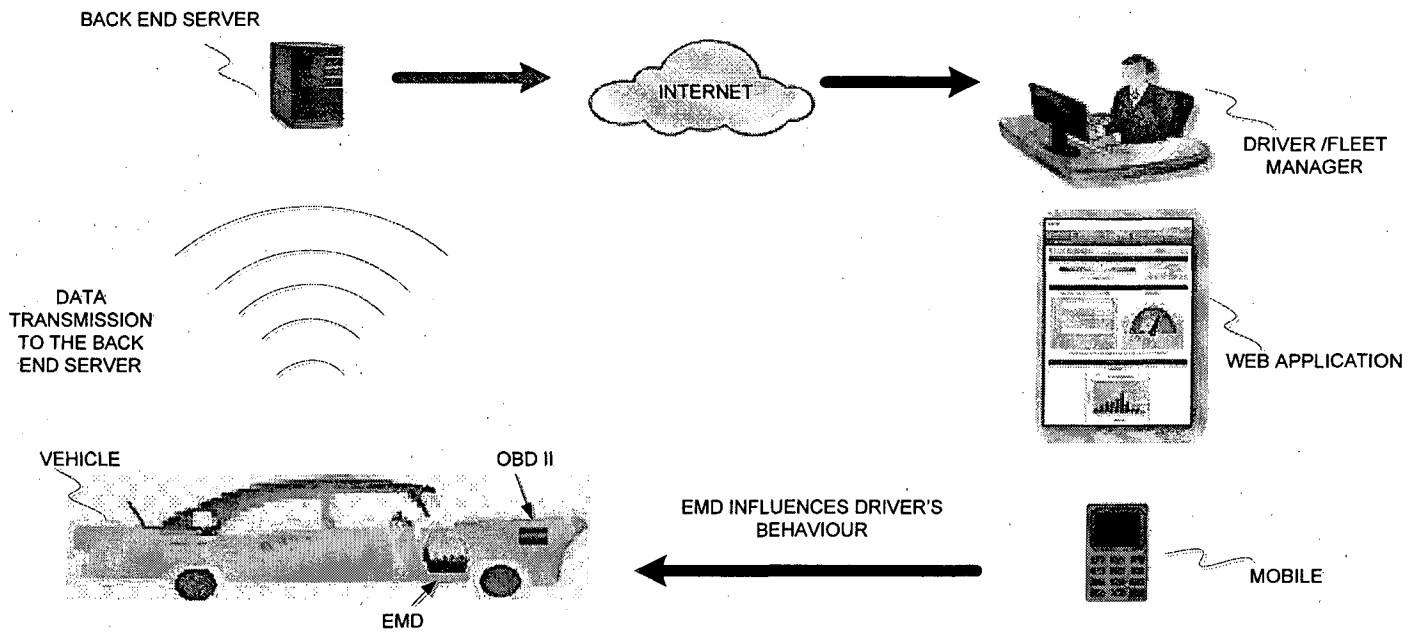 BACK END SERVER
INTERNET
DRIVER /FLEET
MANAGER
DATA
TRANSMISSION
TO THE BACK
END SERVER
WEB APPLICATION
VEHICLE
OBD II
EMD INFLUENCES DRIVER'S
BEHAVIOUR
MOBILE
EMD